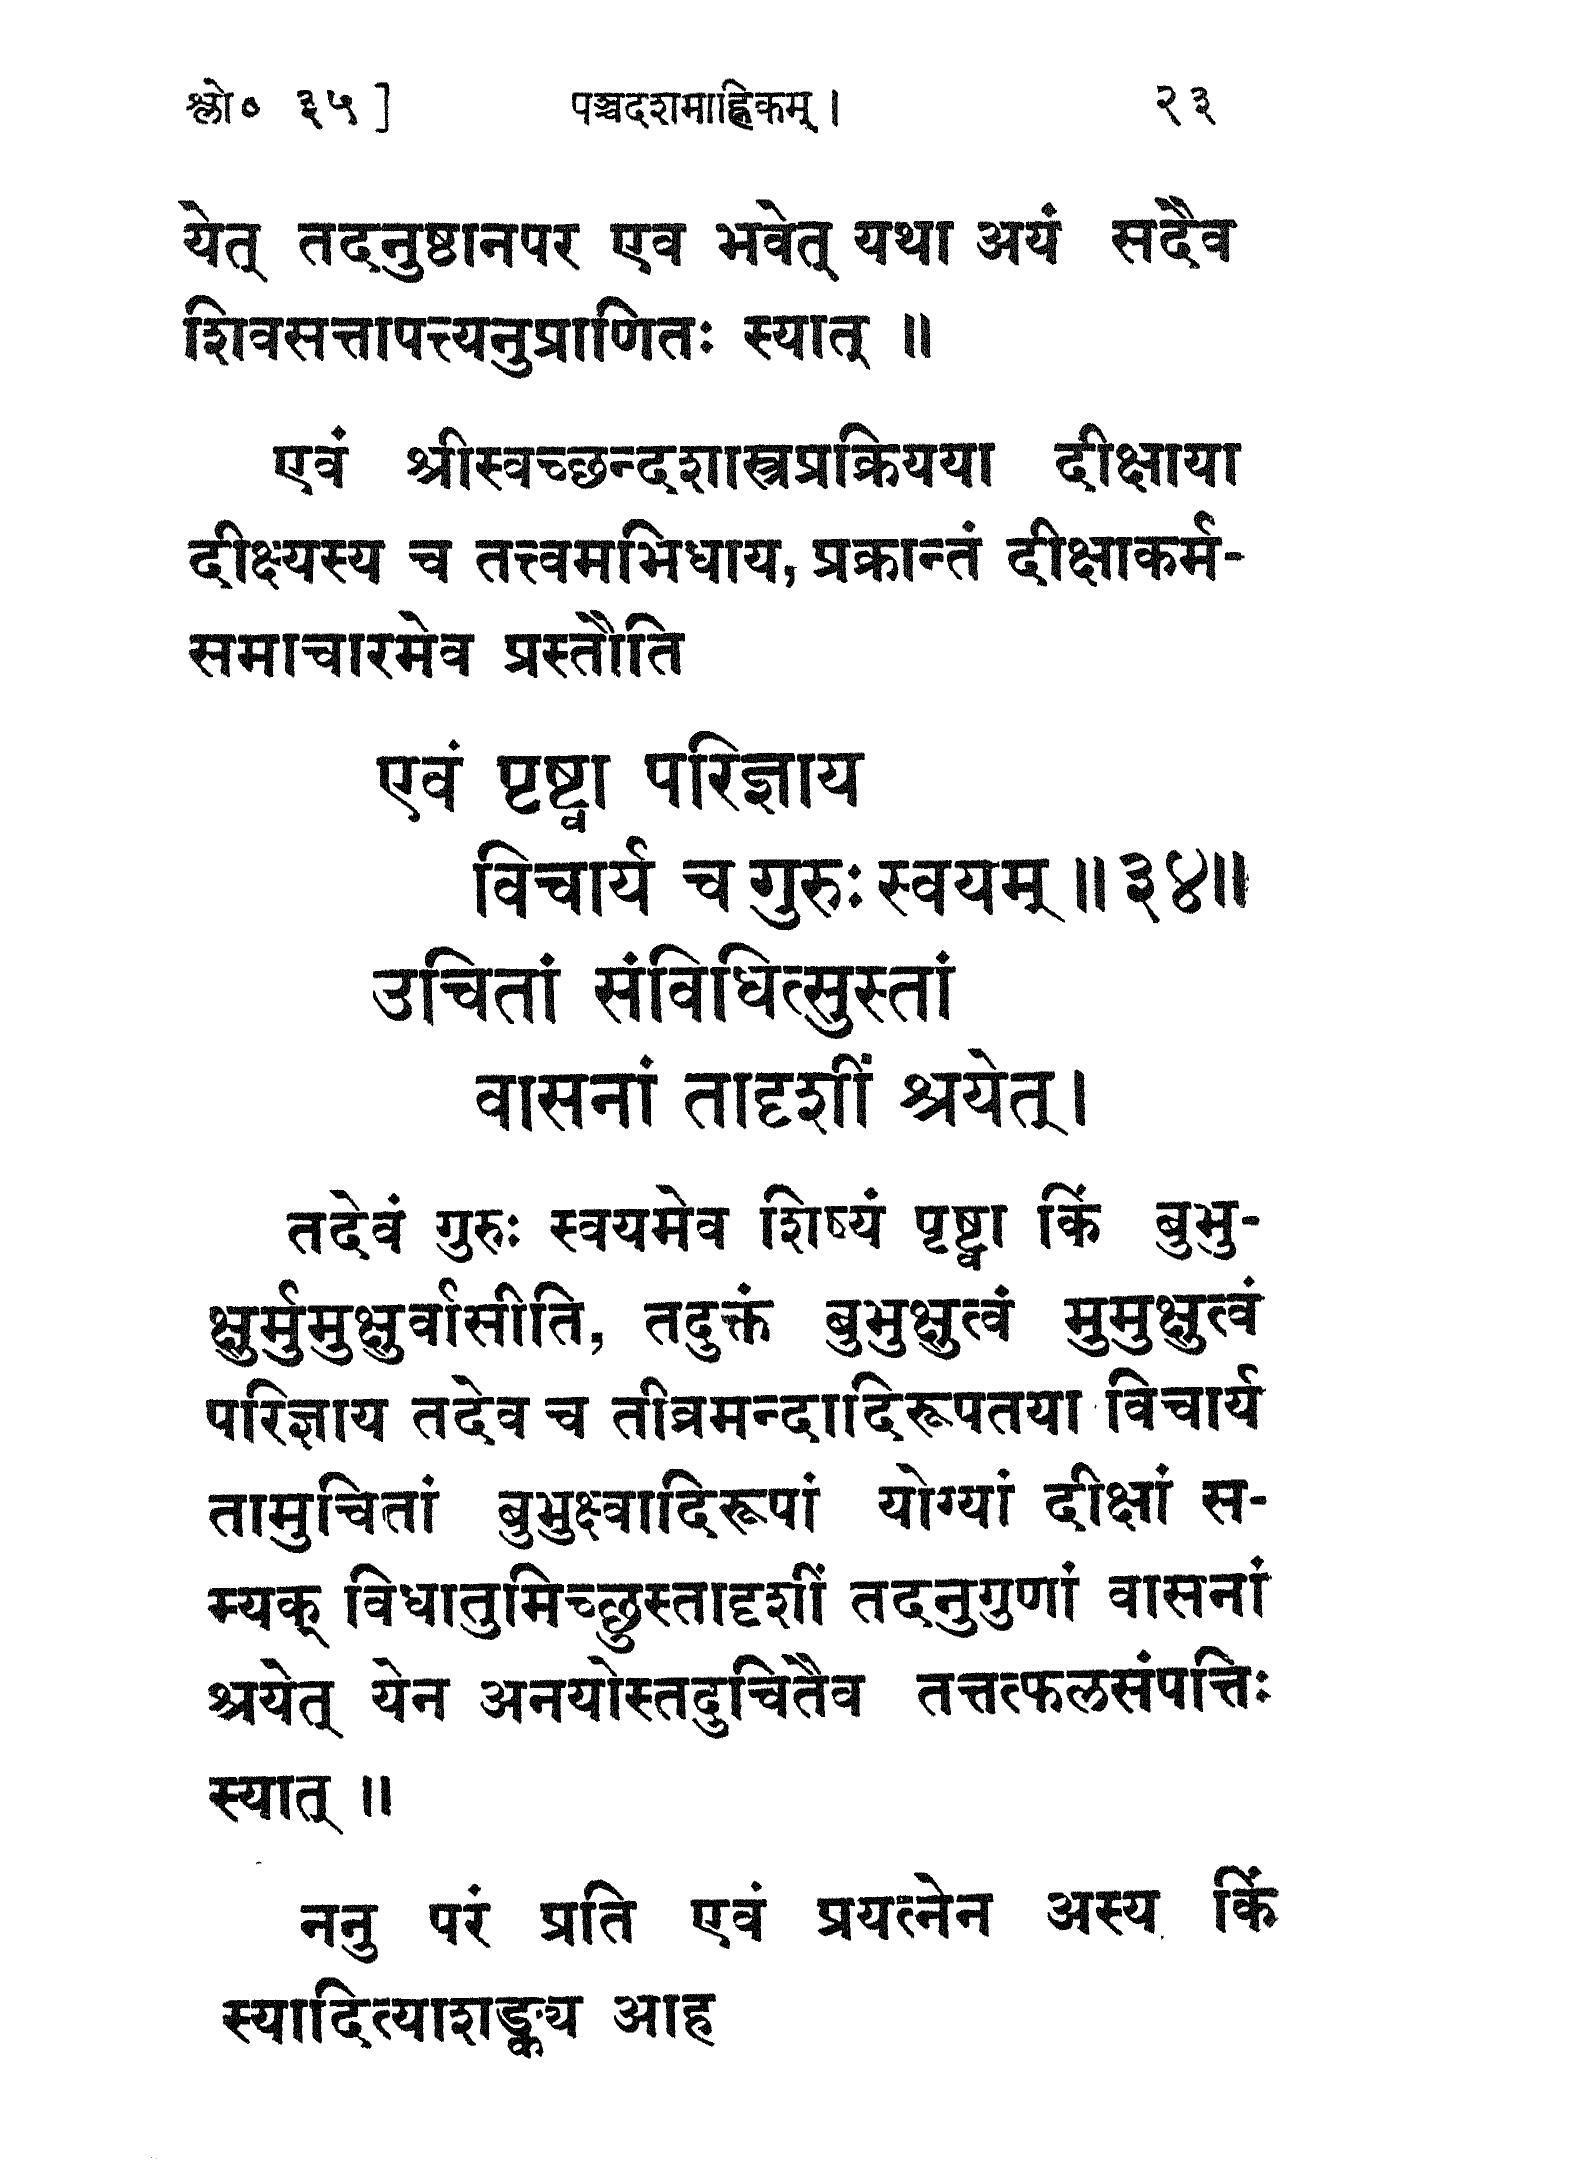 श्लो० ३५] पञ्चदशमाह्निकम्। २३
येत् तदनुष्ठानपर एव भवेत् यथा अयं सदैव
शिवसत्तापत्त्यनुप्राणितः स्यात् ॥
एवं श्रीस्वच्छन्दशास्त्रप्रक्रियया दीक्षाया
दीक्ष्यस्य च तत्त्वमभिधाय, प्रक्रान्तं दीक्षाकर्म-
समाचारमेव प्रस्तौति
एवं पृष्ट्वा परिज्ञाय
विचार्य च गुरुः स्वयम् ॥ ३४॥
उचितां संविधित्सुस्तां
वासनां तादृशीं श्रयेत्।
तदेवं गुरुः स्वयमेव शिष्यं पृष्ट्वा किं बुभु-
क्षुर्मुमुक्षुर्वासीति, तदुक्तं बुभुक्षुत्वं मुमुक्षुत्वं
परिज्ञाय तदेव च तीव्रमन्दादिरूपतया विचार्य
तामुचितां बुभुक्ष्वादिरूपां योग्यां दीक्षां स-
म्यक् विधातुमिच्छुस्तादृशीं तदनुगुणां वासनां
श्रयेत् येन अनयोस्तदुचितैव तत्तत्फलसंपत्तिः
स्यात् ॥
ननु परं प्रति एवं प्रयत्नेन अस्य किं
स्यादित्याशङ्क्य आह